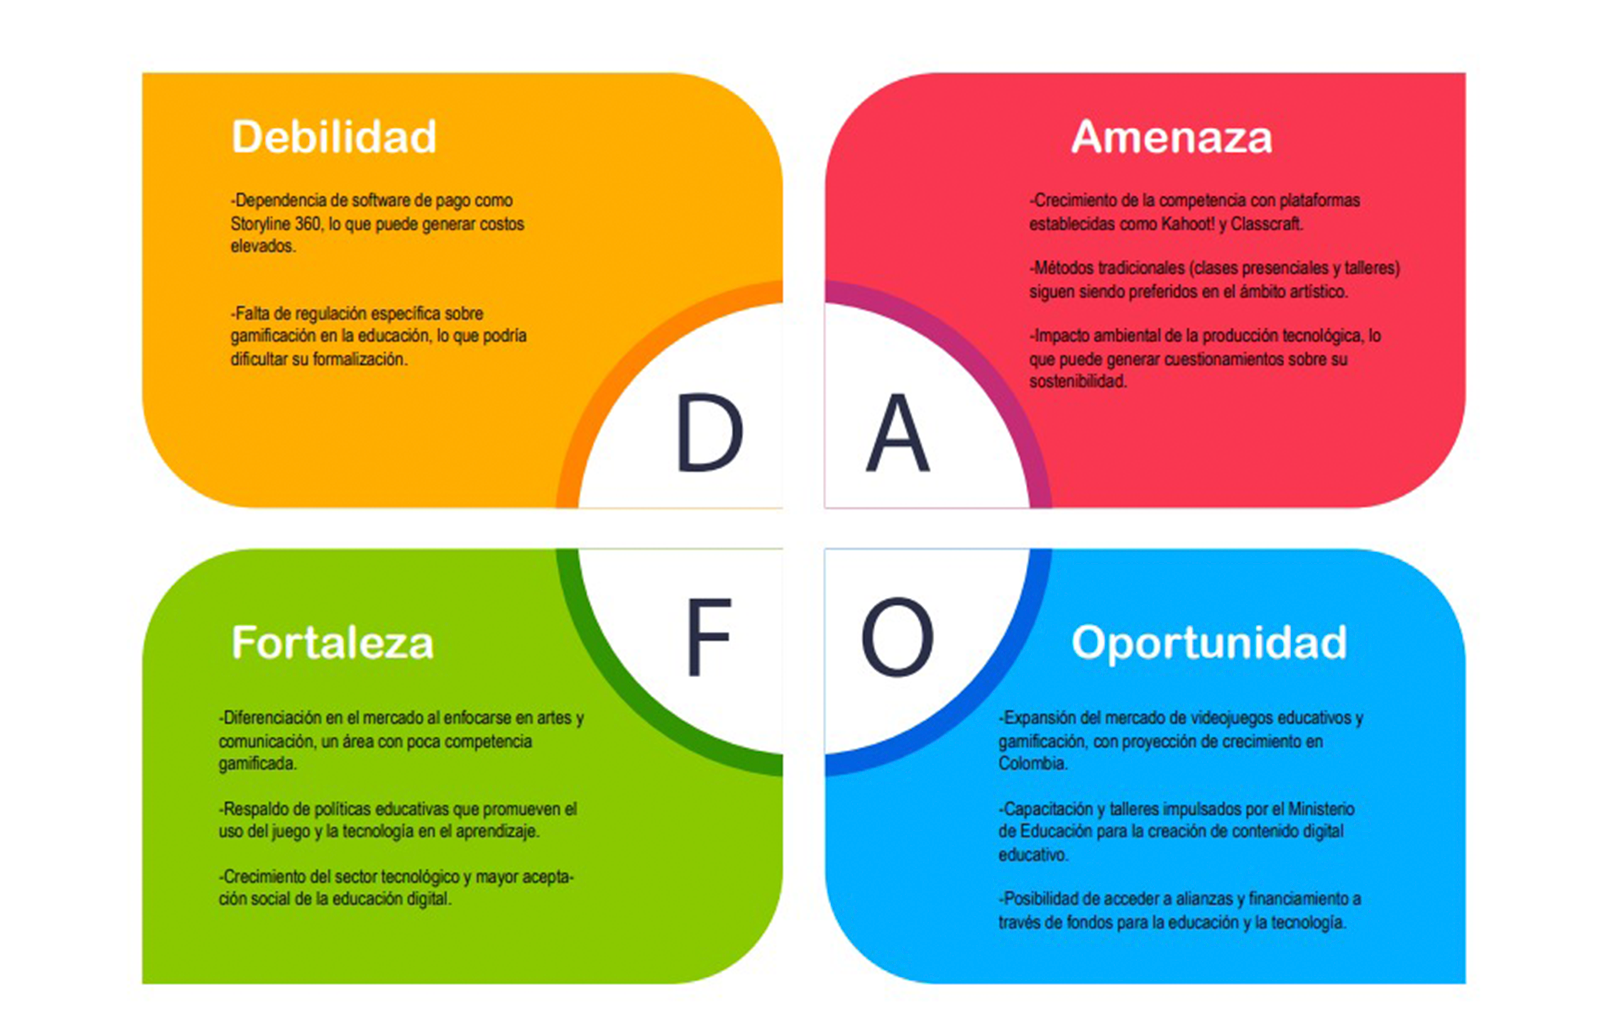 Debilidad
-Dependencia de software de pago como
Storyline 360, lo que puede generar costos
elevados.
-Falta de regulación específica sobre
gamificación en la educación, lo que podría
dificultar su formalización.
D
Amenaza
-Crecimiento de la competencia con plataformas
establecidas como Kahoot! y Classcraft.
-Métodos tradicionales (clases presenciales y talleres)
siguen siendo preferidos en el ámbito artístico.
-Impacto ambiental de la producción tecnológica, lo
que puede generar cuestionamientos sobre su
sostenibilidad.
A
Fortaleza
-Diferenciación en el mercado al enfocarse en artes y
comunicación, un área con poca competencia
gamificada.
-Respaldo de políticas educativas que promueven el
uso del juego y la tecnología en el aprendizaje.
-Crecimiento del sector tecnológico y mayor acepta-
ción social de la educación digital.
F
Oportunidad
-Expansión del mercado de videojuegos educativos y
gamificación, con proyección de crecimiento en
Colombia.
-Capacitación y talleres impulsados por el Ministerio
de Educación para la creación de contenido digital
educativo.
-Posibilidad de acceder a alianzas y financiamiento a
través de fondos para la educación y la tecnología.
O